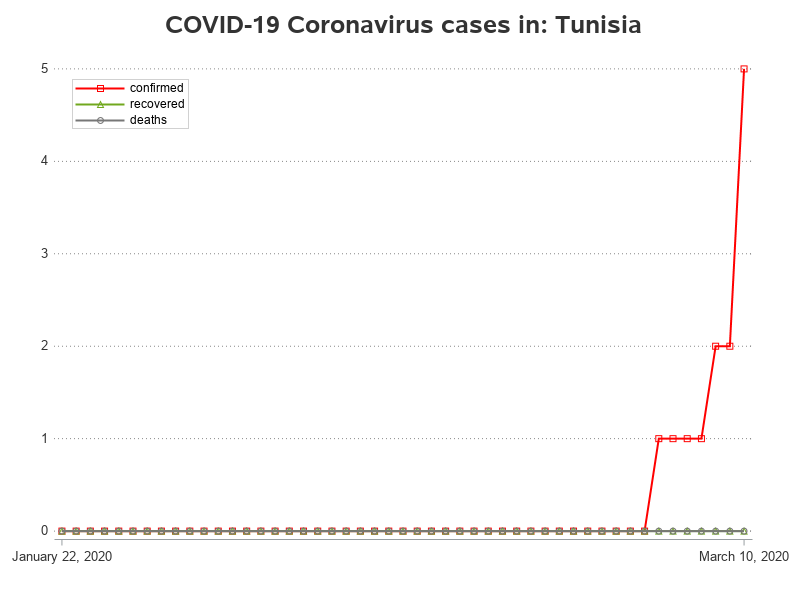 COVID-19 Coronavirus cases in: Tunisia
5
confirmed
recovered
deaths
4
3
2
1
0
January 22, 2020
March 10, 2020